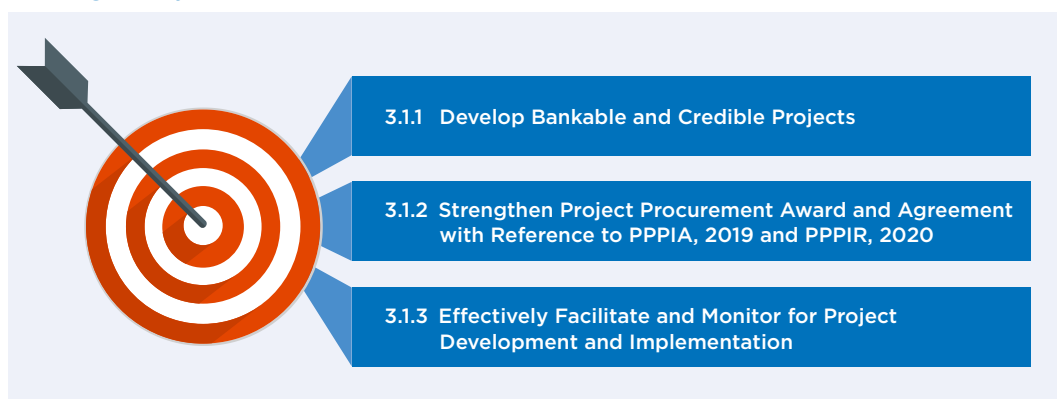 3.1.1 Develop Bankable and Credible Projects
3.1.2 Strengthen Project Procurement Award and Agreement
with Reference to PPPIA, 2019 and PPPIR, 2020
3.1.3 Effectively Facilitate and Monitor for Project
Development and Implementation